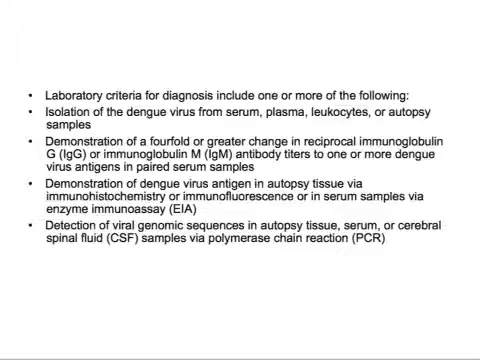 • Laboratory criteria for diagnosis include one or more of the following:
• Isolation of the dengue virus from serum, plasma, leukocytes, or autopsy
samples
• Demonstration of a fourfold or greater change in reciprocal immunoglobulin
G (IgG) or immunoglobulin M (IgM) antibody titers to one or more dengue
virus antigens in paired serum samples
• Demonstration of dengue virus antigen in autopsy tissue via
immunohistochemistry or immunofluorescence or in serum samples via
enzyme immunoassay (EIA)
• Detection of viral genomic sequences in autopsy tissue, serum, or cerebral
spinal fluid (CSF) samples via polymerase chain reaction (PCR)